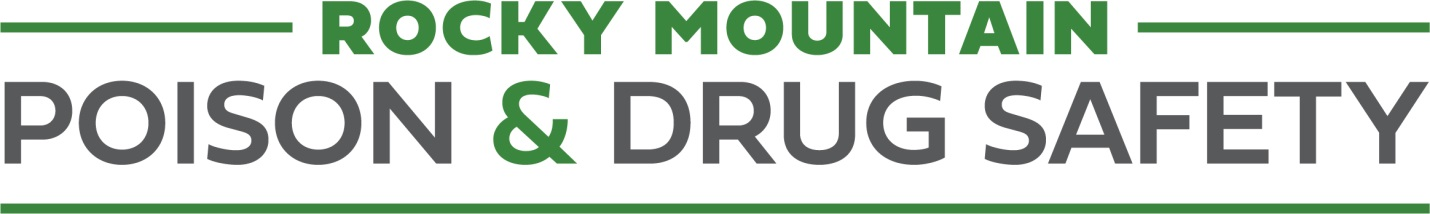 ROCKY MOUNTAIN
POISON & DRUG SAFETY